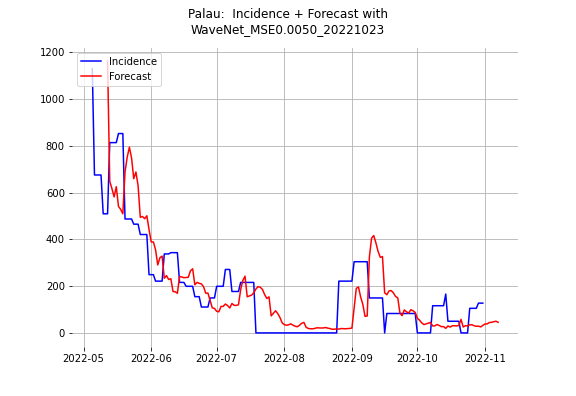 Palau:  Incidence + Forecast with
WaveNet_MSE0.0050_20221023
1200
1000
800
600
400
200
0
Incidence
Forecast
2022-05 2022-06 2022-07 2022-08 2022-09 2022-10 2022-11